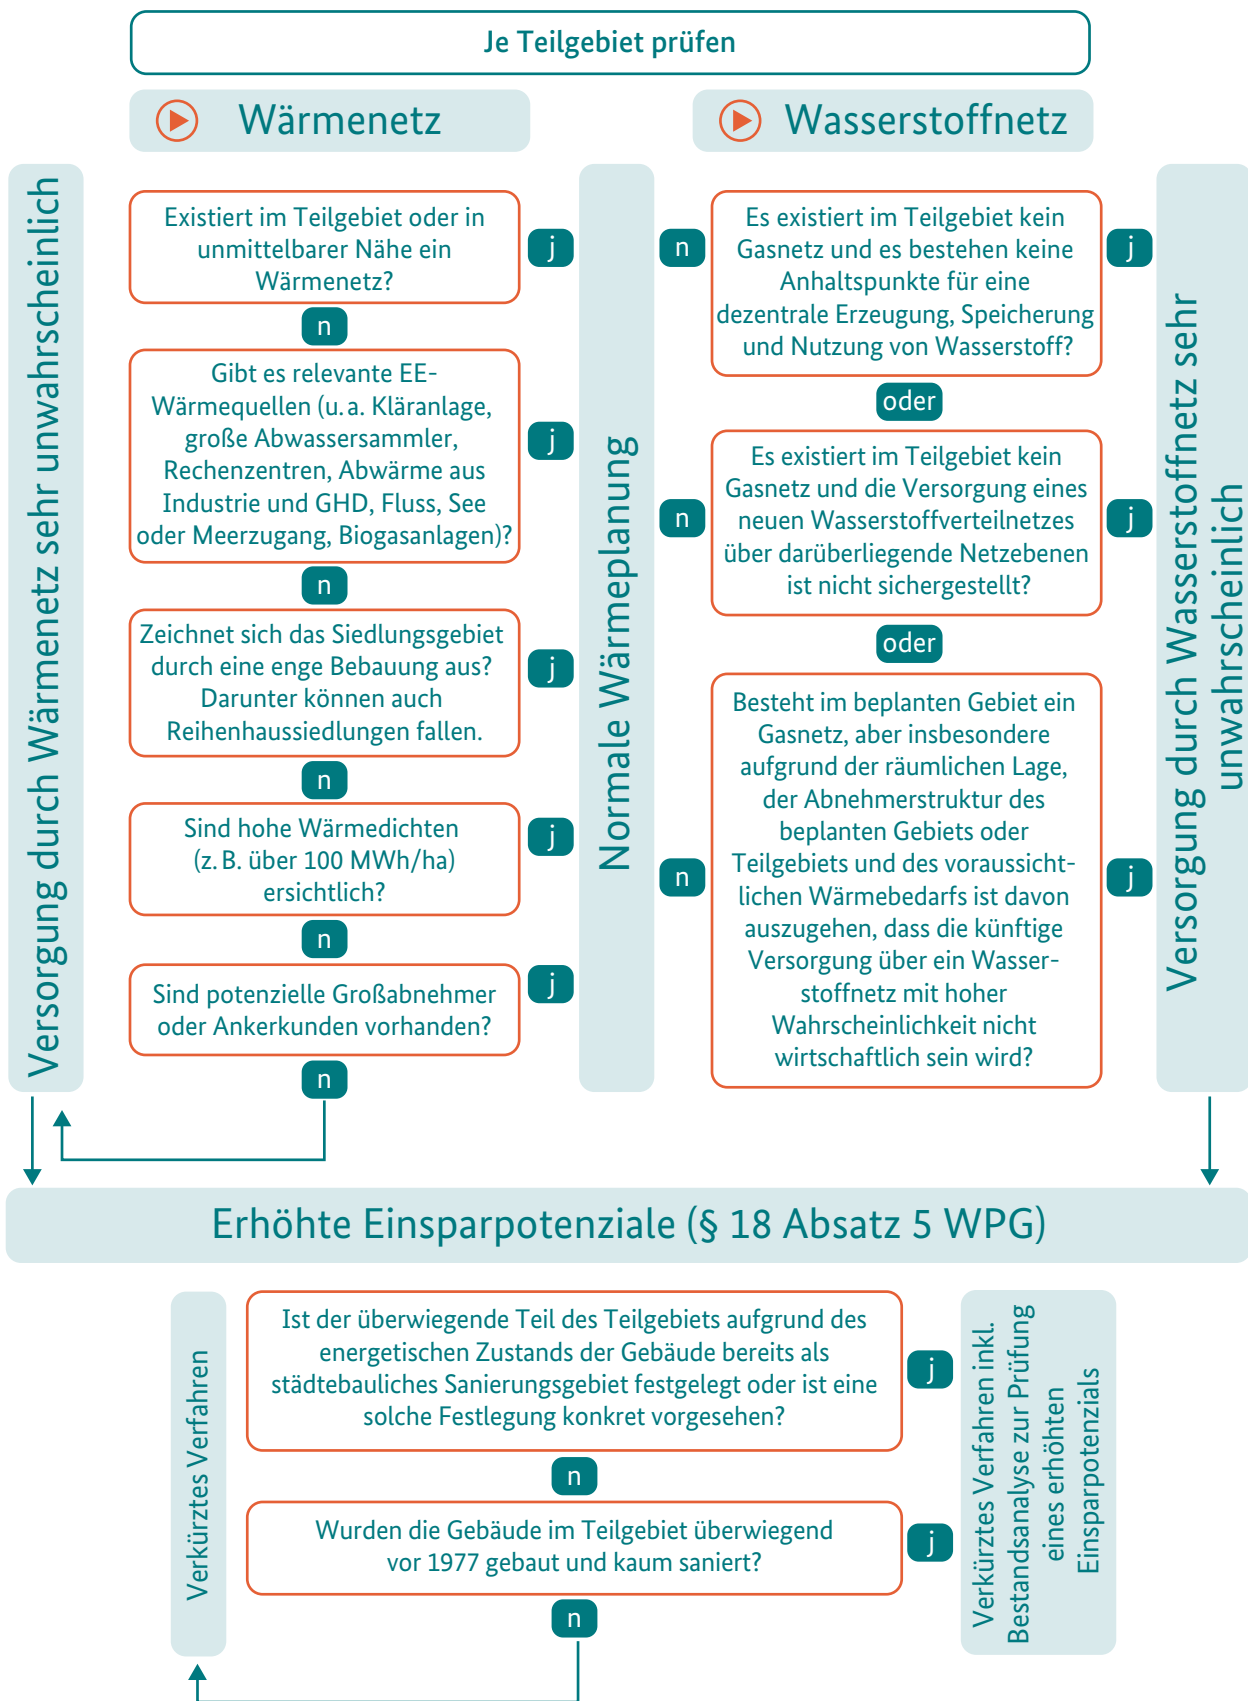 Je Teilgebiet prüfen
Wärmenetz
Wasserstoffnetz
Versorgung durch Wärmenetz sehr unwahrscheinlich
Existiert im Teilgebiet oder in
unmittelbarer Nähe ein
Wärmenetz?
j
n
Gibt es relevante EE-
Wärmequellen (u. a. Kläranlage,
große Abwassersammler,
Rechenzentren, Abwärme aus
Industrie und GHD, Fluss, See
oder Meerzugang, Biogasanlagen)?
j
n
Zeichnet sich das Siedlungsgebiet
durch eine enge Bebauung aus?
Darunter können auch
Reihenhaussiedlungen fallen.
j
n
Sind hohe Wärmedichten
(z. B. über 100 MWh/ha)
ersichtlich?
j
n
Sind potenzielle Großabnehmer
oder Ankerkunden vorhanden?
j
n
Normale Wärmeplanung
n
Es existiert im Teilgebiet kein
Gasnetz und es bestehen keine
Anhaltspunkte für eine
dezentrale Erzeugung, Speicherung
und Nutzung von Wasserstoff?
j
oder
n
Es existiert im Teilgebiet kein
Gasnetz und die Versorgung eines
neuen Wasserstoffverteilnetzes
über darüberliegende Netzebenen
ist nicht sichergestellt?
j
oder
n
Besteht im beplanten Gebiet ein
Gasnetz, aber insbesondere
aufgrund der räumlichen Lage,
der Abnehmerstruktur des
beplanten Gebiets oder
Teilgebiets und des voraussicht-
lichen Wärmebedarfs ist davon
auszugehen, dass die künftige
Versorgung über ein Wasser-
stoffnetz mit hoher
Wahrscheinlichkeit nicht
wirtschaftlich sein wird?
j
Versorgung durch Wasserstoffnetz sehr
unwahrscheinlich
Erhöhte Einsparpotenziale (§ 18 Absatz 5 WPG)
Verkürztes Verfahren
Ist der überwiegende Teil des Teilgebiets aufgrund des
energetischen Zustands der Gebäude bereits als
städtebauliches Sanierungsgebiet festgelegt oder ist eine
solche Festlegung konkret vorgesehen?
j
n
Wurden die Gebäude im Teilgebiet überwiegend
vor 1977 gebaut und kaum saniert?
j
n
Verkürztes Verfahren inkl.
Bestandsanalyse zur Prüfung
eines erhöhten
Einsparpotenzials